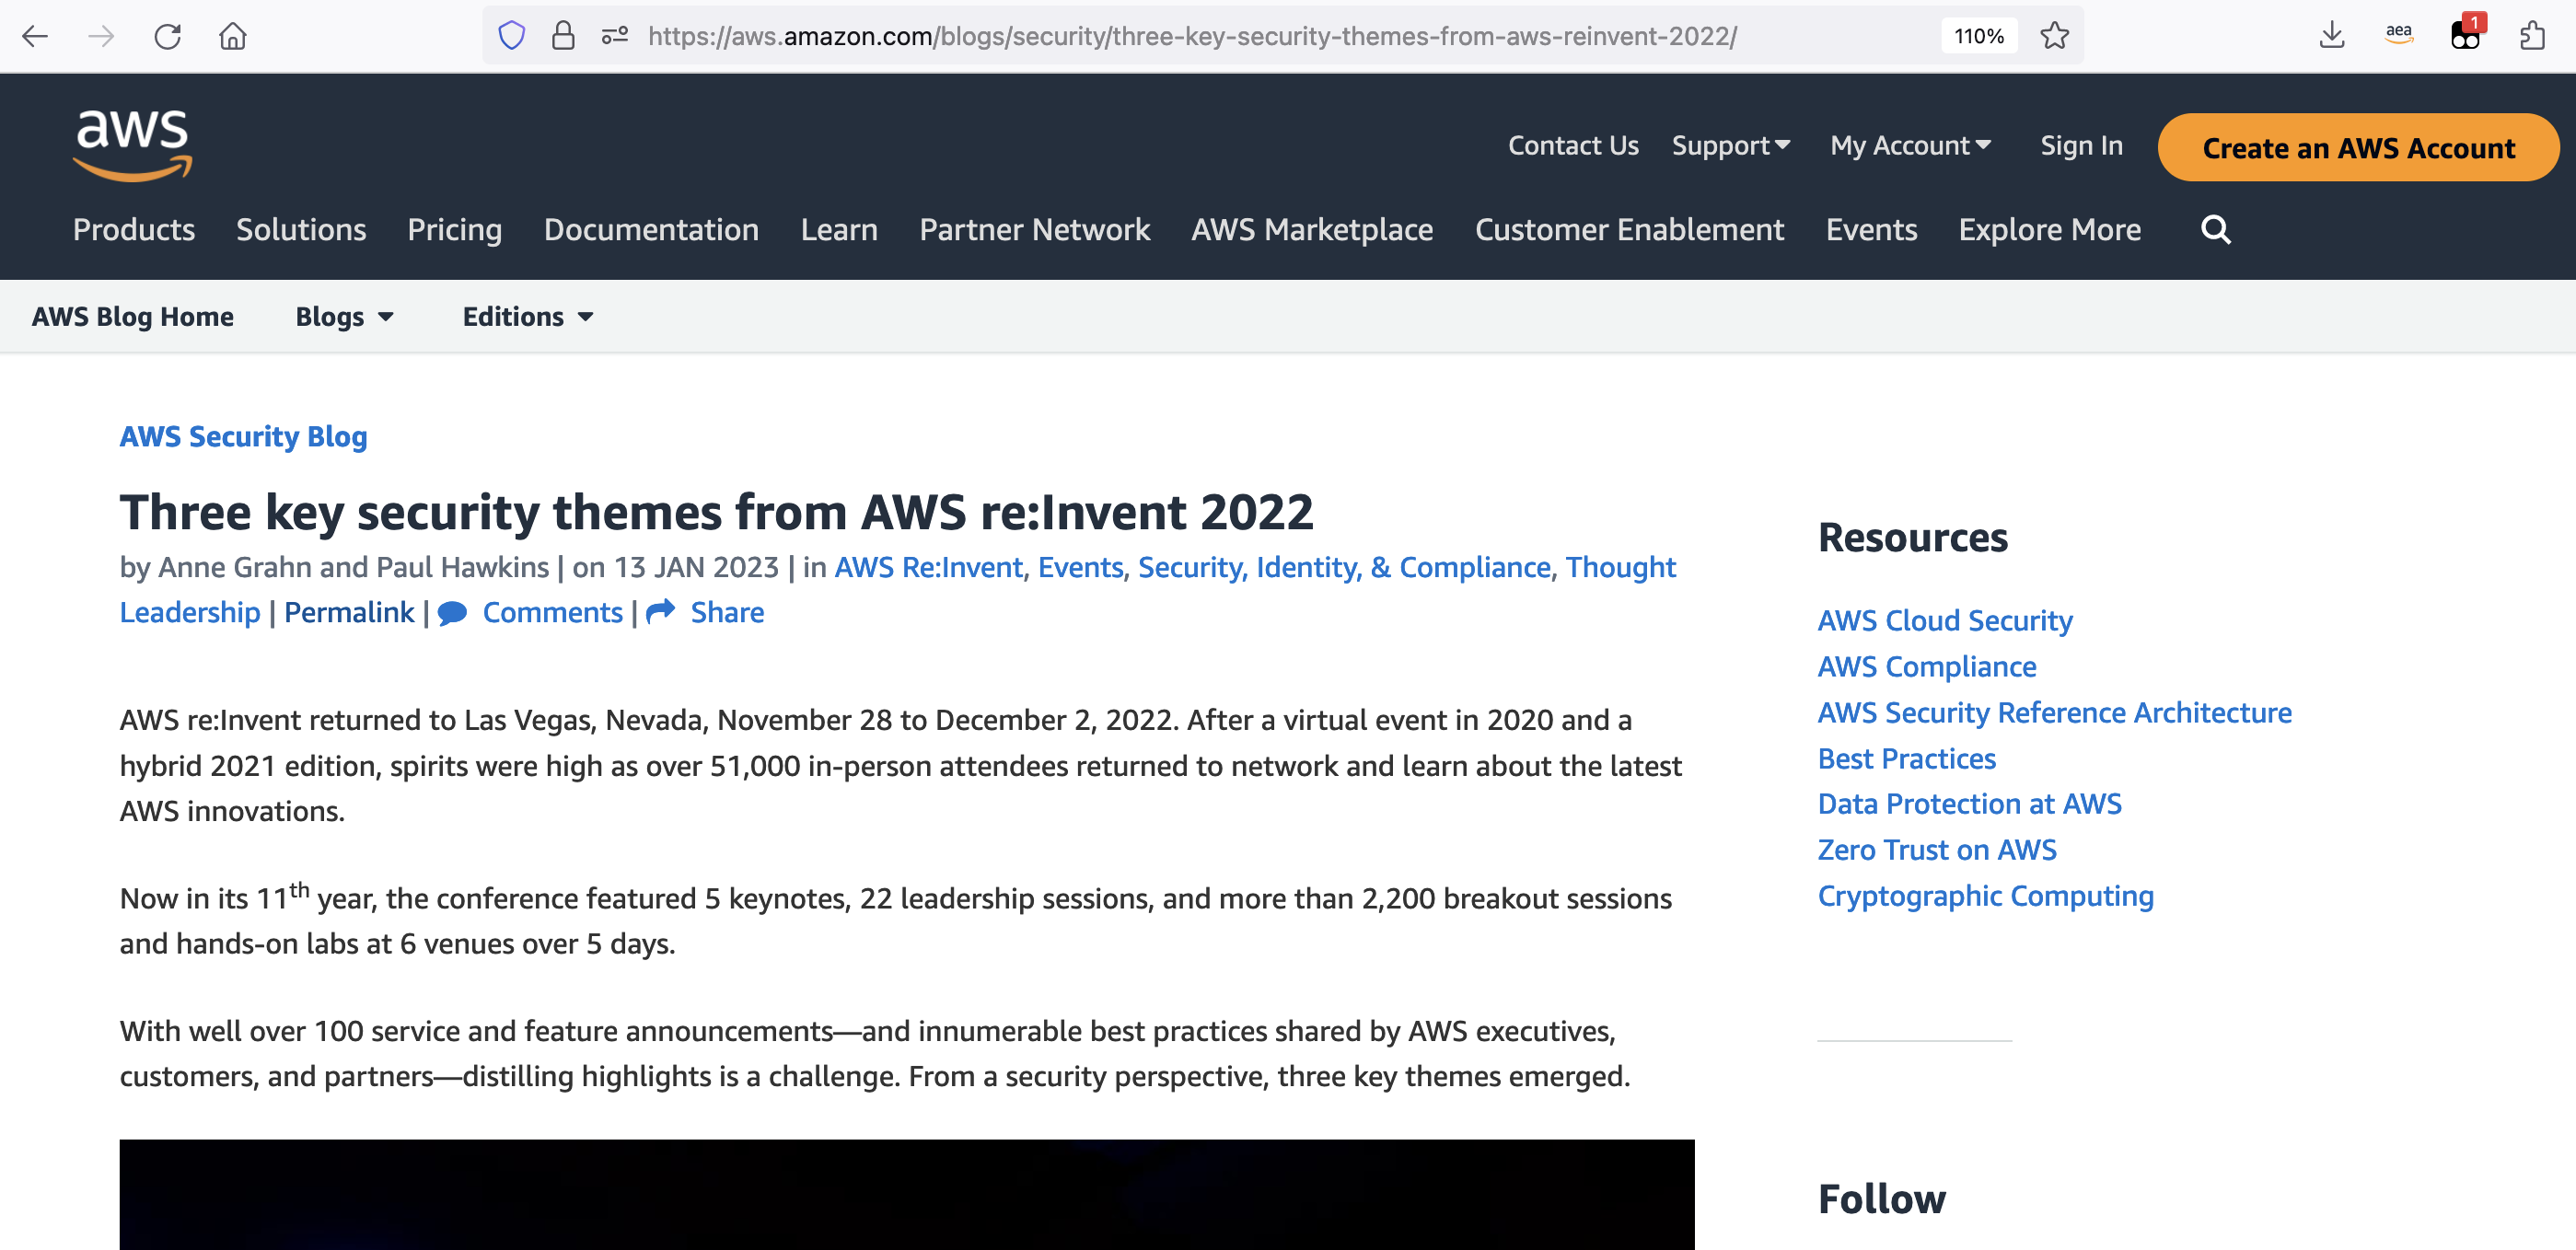 https://aws.amazon.com/blogs/security/three-key-security-themes-from-aws-reinvent-2022/
110%
aea
1
aws
Contact Us Support My Account Sign In Create an AWS Account
Products Solutions Pricing Documentation Learn Partner Network AWS Marketplace Customer Enablement Events Explore More
AWS Blog Home Blogs Editions
AWS Security Blog
Three key security themes from AWS re:Invent 2022
by Anne Grahn and Paul Hawkins | on 13 JAN 2023 | in AWS Re:Invent, Events, Security, Identity, & Compliance, Thought
Leadership | Permalink | Comments | Share
AWS re:Invent returned to Las Vegas, Nevada, November 28 to December 2, 2022. After a virtual event in 2020 and a
hybrid 2021 edition, spirits were high as over 51,000 in-person attendees returned to network and learn about the latest
AWS innovations.
Now in its 11th year, the conference featured 5 keynotes, 22 leadership sessions, and more than 2,200 breakout sessions
and hands-on labs at 6 venues over 5 days.
With well over 100 service and feature announcements—and innumerable best practices shared by AWS executives,
customers, and partners—distilling highlights is a challenge. From a security perspective, three key themes emerged.
Resources
AWS Cloud Security
AWS Compliance
AWS Security Reference Architecture
Best Practices
Data Protection at AWS
Zero Trust on AWS
Cryptographic Computing
Follow